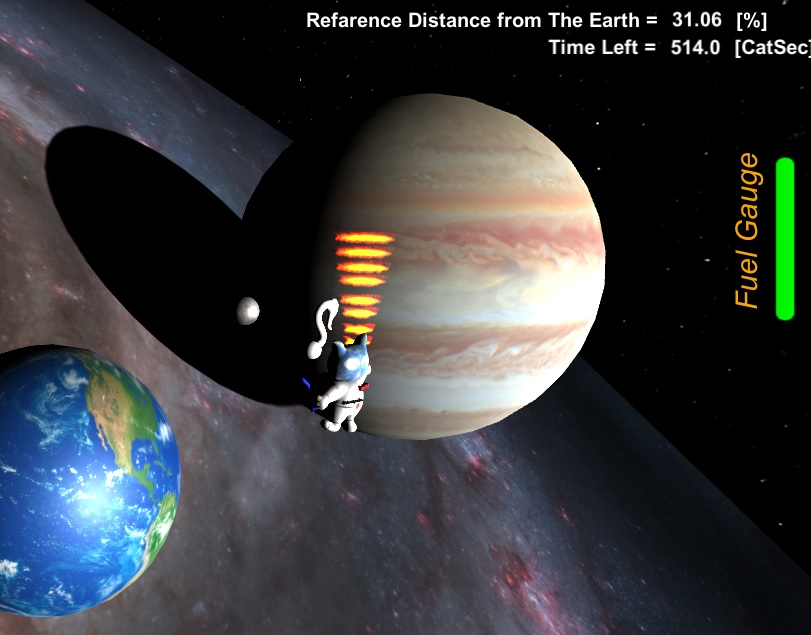 Refarence Distance from The Earth = 31.06 [%]
Time Left = 514.0 [CatSec]
Fuel Gauge